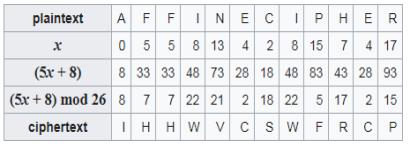 plaintext A F F I N E C I P H E R
x 0 5 5 8 13 4 2 8 15 7 4 17
(5x + 8) 8 33 33 48 73 28 18 48 83 43 28 93
(5x + 8) mod 26 8 7 7 22 21 2 18 22 5 17 2 15
ciphertext I H H W V C S W F R C P